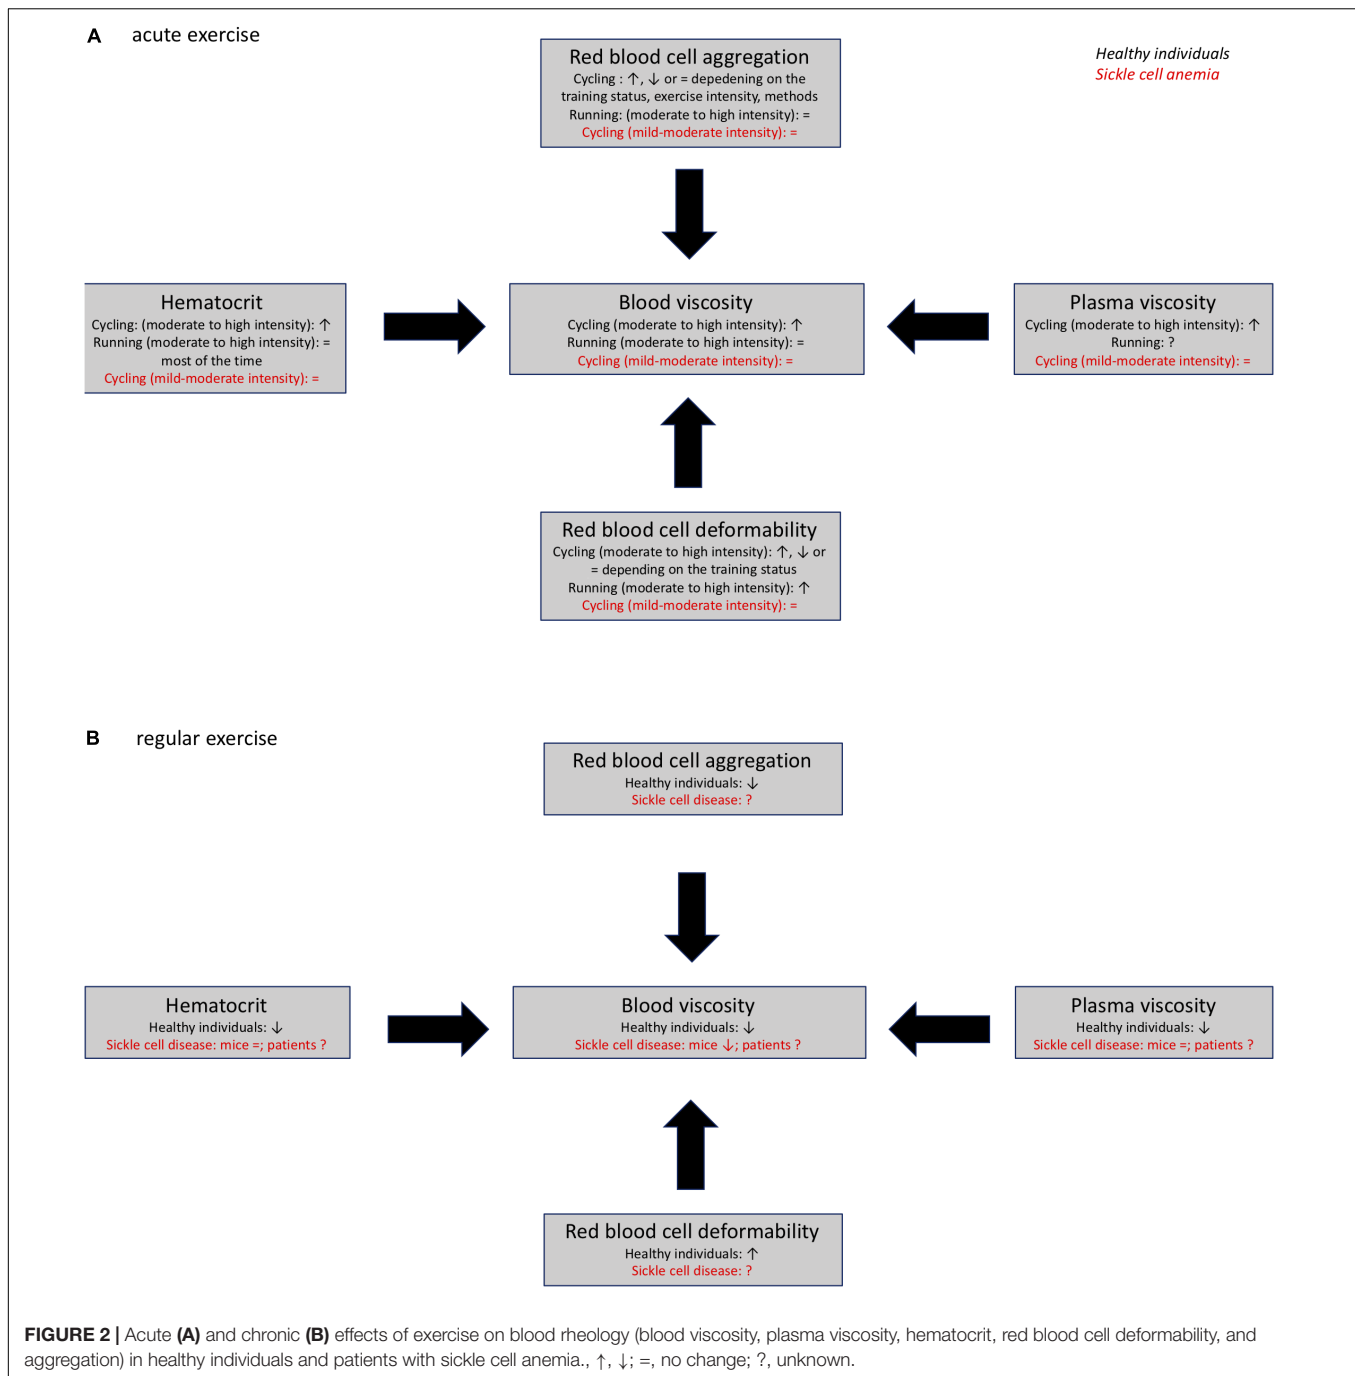 A acute exercise
Healthy individuals
Sickle cell anemia
Red blood cell aggregation
Cycling : ↑, ↓ or = depedening on the
training status, exercise intensity, methods
Running: (moderate to high intensity): =
Cycling (mild-moderate intensity): =
Hematocrit
Cycling: (moderate to high intensity): ↑
Running (moderate to high intensity): =
most of the time
Cycling (mild-moderate intensity): =
Blood viscosity
Cycling (moderate to high intensity): ↑
Running (moderate to high intensity): =
Cycling (mild-moderate intensity): =
Plasma viscosity
Cycling (moderate to high intensity): ↑
Running: ?
Cycling (mild-moderate intensity): =
Red blood cell deformability
Cycling (moderate to high intensity): ↑, ↓ or
= depending on the training status
Running (moderate to high intensity): ↑
Cycling (mild-moderate intensity): =
B regular exercise
Red blood cell aggregation
Healthy individuals: ↓
Sickle cell disease: ?
Hematocrit
Healthy individuals: ↓
Sickle cell disease: mice =; patients ?
Blood viscosity
Healthy individuals: ↓
Sickle cell disease: mice ↓; patients ?
Plasma viscosity
Healthy individuals: ↓
Sickle cell disease: mice =; patients ?
Red blood cell deformability
Healthy individuals: ↑
Sickle cell disease: ?
FIGURE 2 | Acute (A) and chronic (B) effects of exercise on blood rheology (blood viscosity, plasma viscosity, hematocrit, red blood cell deformability, and
aggregation) in healthy individuals and patients with sickle cell anemia., ↑, ↓; =, no change; ?, unknown.